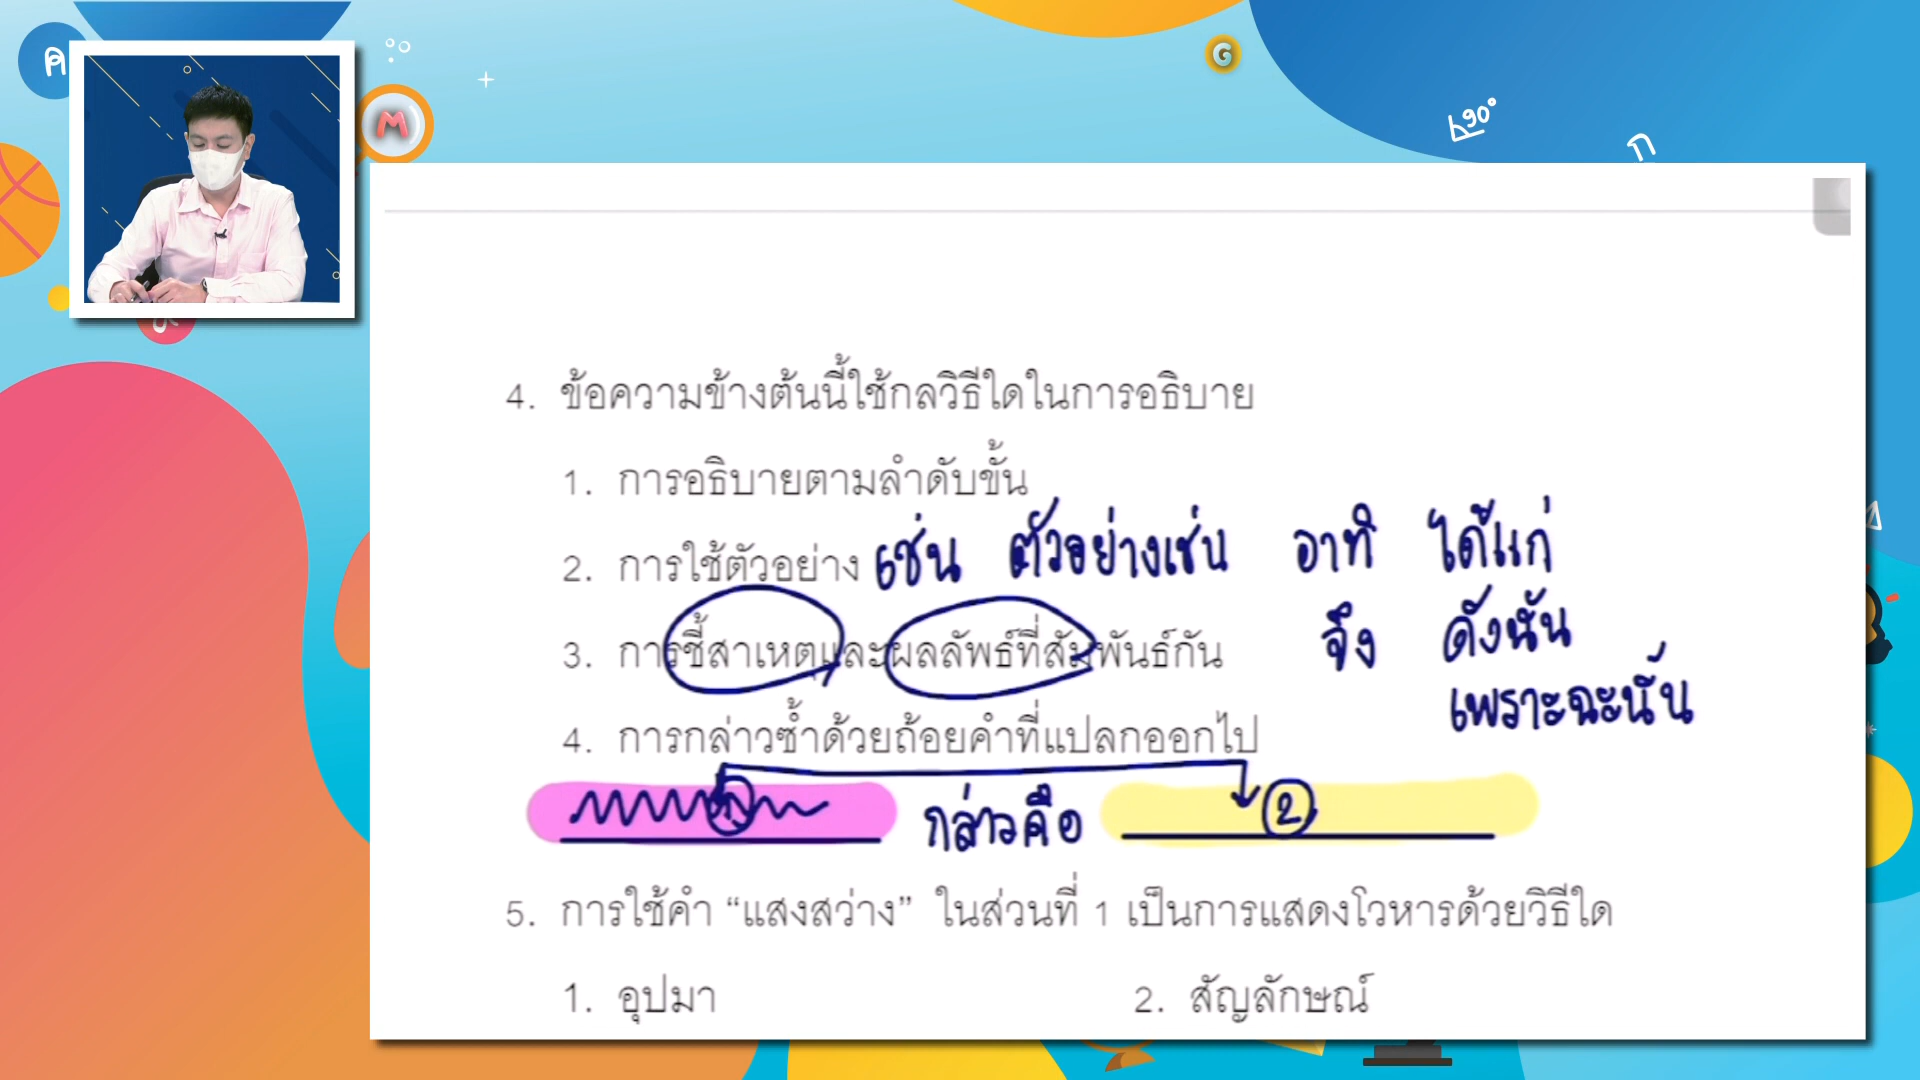 ค
M
G
90°
ก
4. ข้อความข้างต้นนี้ใช้กลวิธีใดในการอธิบาย
1. การอธิบายตามลำดับขั้น
2. การใช้ตัวอย่าง เช่น ตัวอย่างเช่น อาทิ ได้แก่
3. การชี้สาเหตุและผลลัพธ์ที่สัมพันธ์กัน จึง ดังนั้น
เพราะฉะนั้น
4. การกล่าวซ้ำด้วยถ้อยคำที่แปลกออกไป
1 กล่าวคือ 2
5. การใช้คำ “แสงสว่าง” ในส่วนที่ 1 เป็นการแสดงโวหารด้วยวิธีใด
1. อุปมา 2. สัญลักษณ์